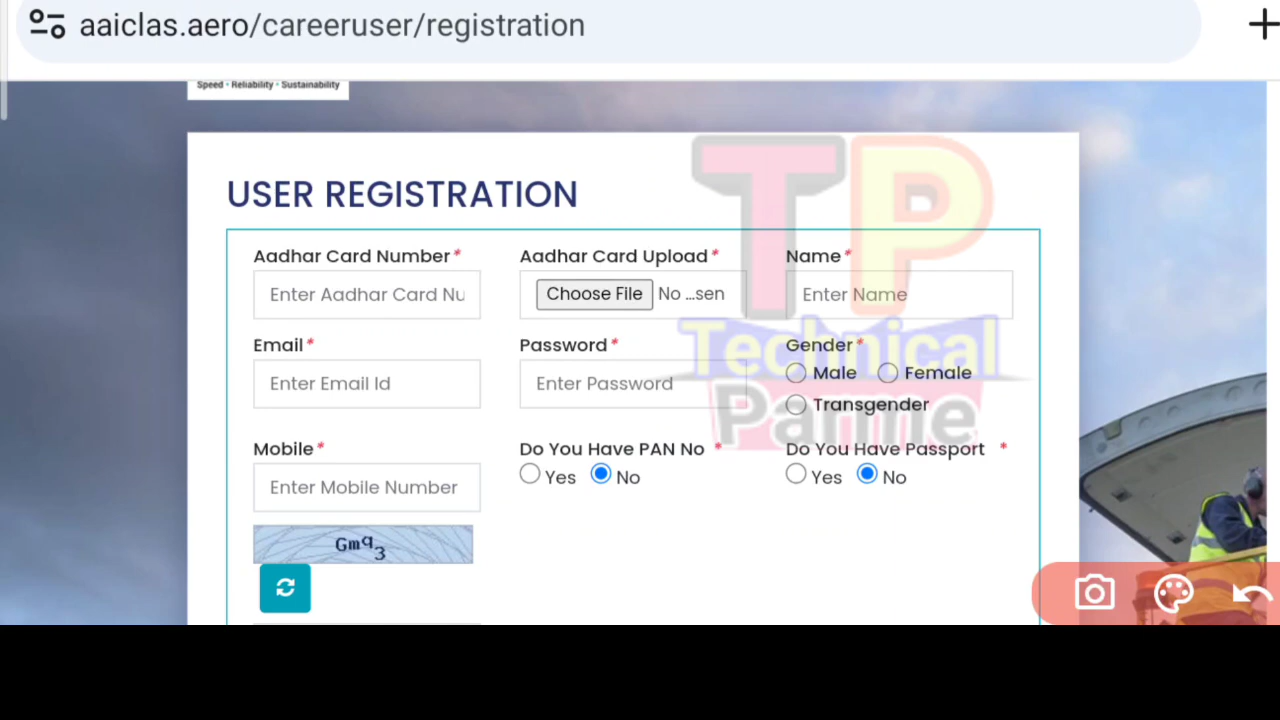 aaiclas.aero/careeruser/registration
Speed • Reliability • Sustainability
USER REGISTRATION
Aadhar Card Number * Aadhar Card Upload * Name *
Enter Aadhar Card Nu Choose File No ...sen Enter Name
Email * Password * Gender *
Enter Email Id Enter Password Male Female
Transgender
Mobile * Do You Have PAN No * Do You Have Passport *
Enter Mobile Number Yes No Yes No
Gmq3
TP
Technical
Parme